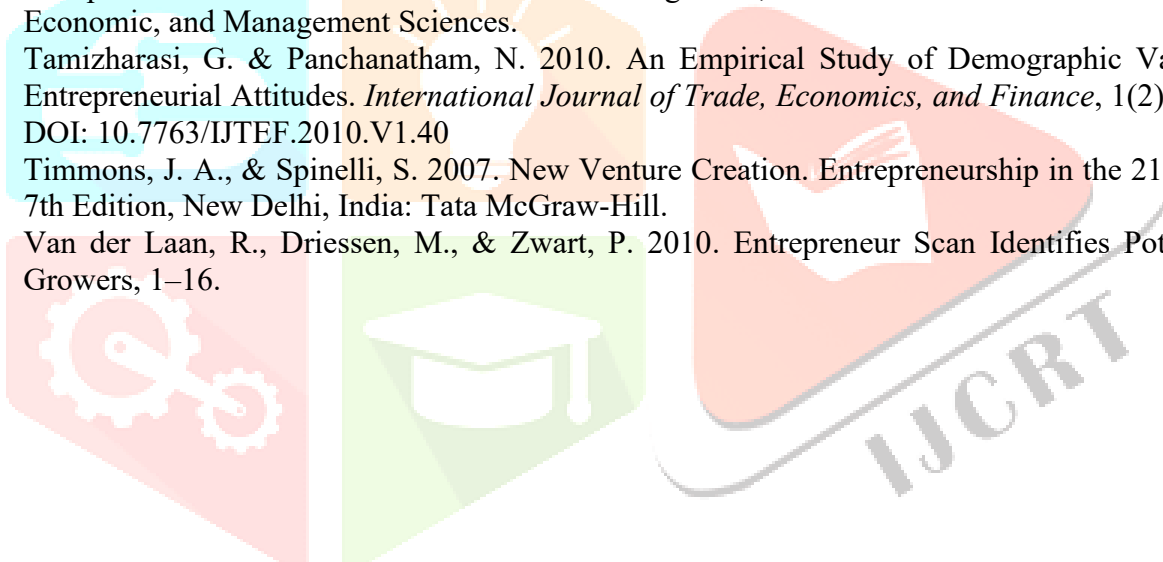 Economic, and Management Sciences.
Tamizharasi, G. & Panchanatham, N. 2010. An Empirical Study of Demographic Va
Entrepreneurial Attitudes. International Journal of Trade, Economics, and Finance, 1(2)
DOI: 10.7763/IJTEF.2010.V1.40
Timmons, J. A., & Spinelli, S. 2007. New Venture Creation. Entrepreneurship in the 21
7th Edition, New Delhi, India: Tata McGraw-Hill.
Van der Laan, R., Driessen, M., & Zwart, P. 2010. Entrepreneur Scan Identifies Pot
Growers, 1–16.
IJCRT